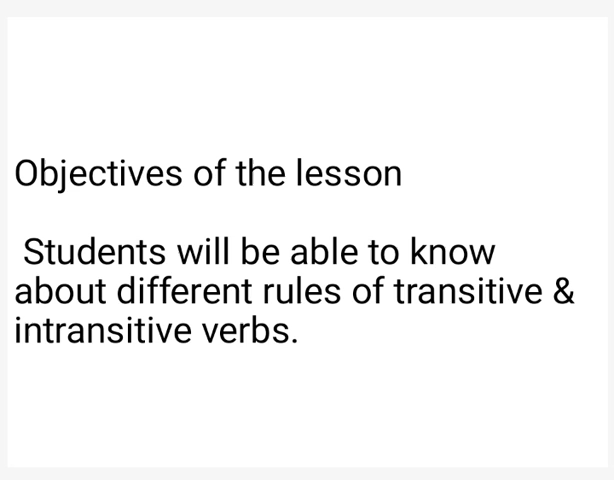 Objectives of the lesson
Students will be able to know
about different rules of transitive &
intransitive verbs.